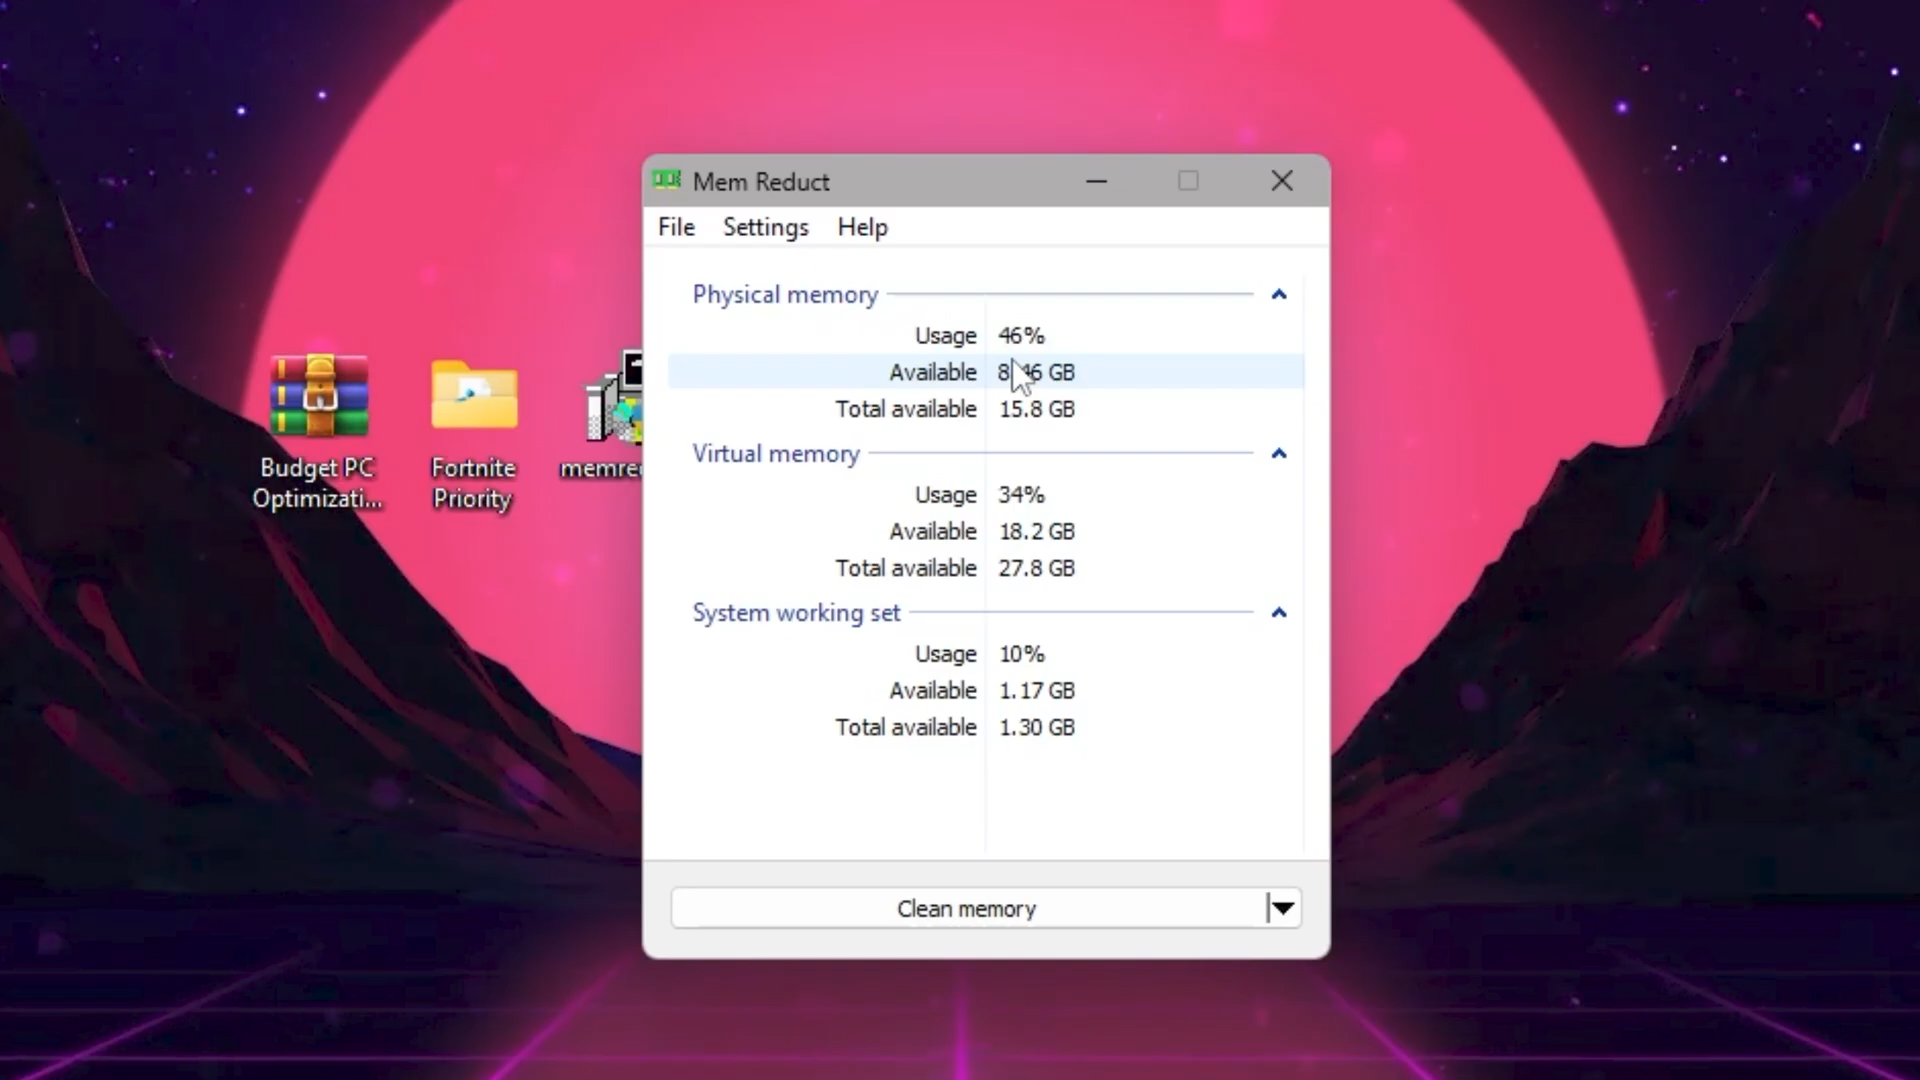 Mem Reduct
File Settings Help
Physical memory
Usage 46%
Available GB
Total available 15.8 GB
Virtual memory
Usage 34%
Available 18.2 GB
Total available 27.8 GB
System working set
Usage 10%
Available 1.17 GB
Total available 1.30 GB
Clean memory
Budget PC
Optimizati...
Fortnite
Priority